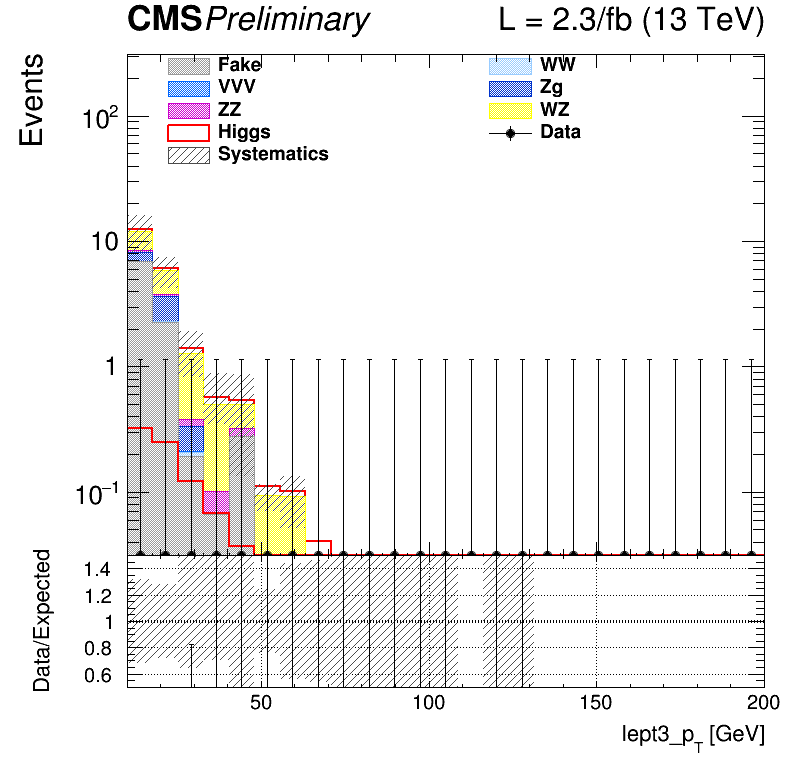 CMS Preliminary L = 2.3/fb (13 TeV)
Events
Fake WW
VVV Zg
ZZ WZ
Higgs Data
Systematics
10²
10
1
10⁻¹
Data/Expected
1.4
1.2
1
0.8
0.6
50 100 150 200
lept3_p_T [GeV]